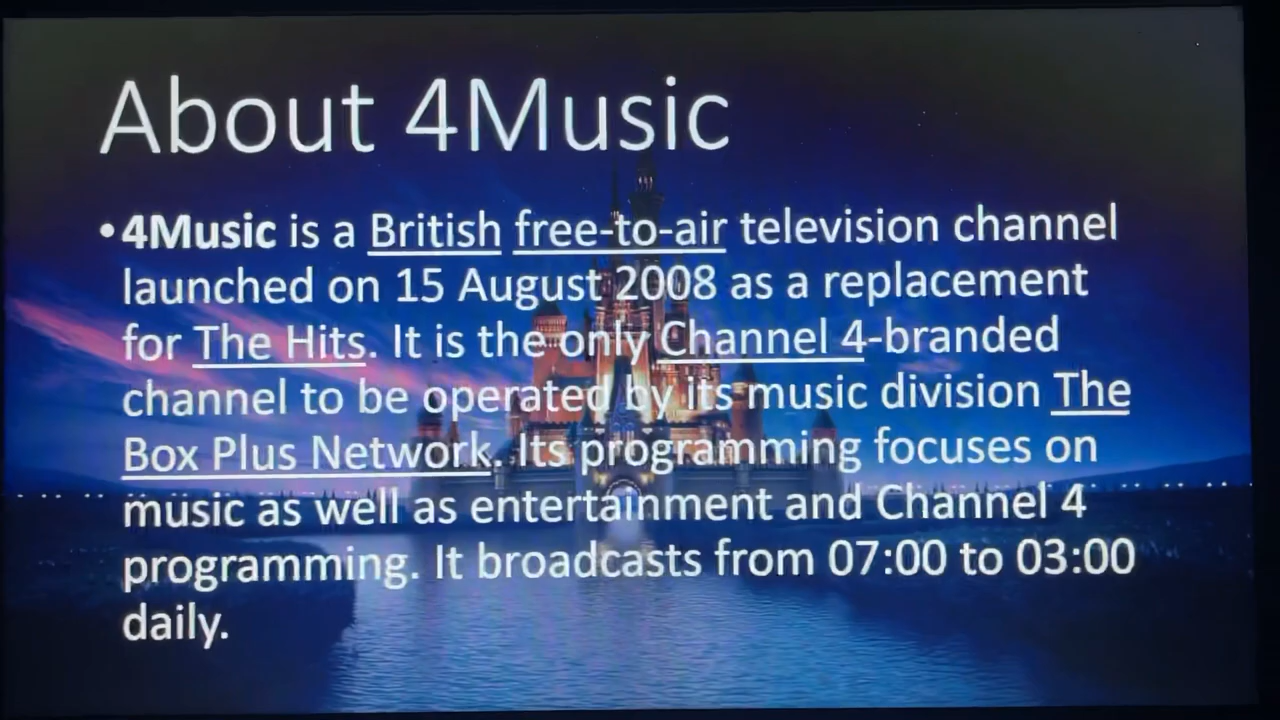 About 4Music
•4Music is a British free-to-air television channel
launched on 15 August 2008 as a replacement
for The Hits. It is the only Channel 4-branded
channel to be operated by its music division The
Box Plus Network. Its programming focuses on
music as well as entertainment and Channel 4
programming. It broadcasts from 07:00 to 03:00
daily.